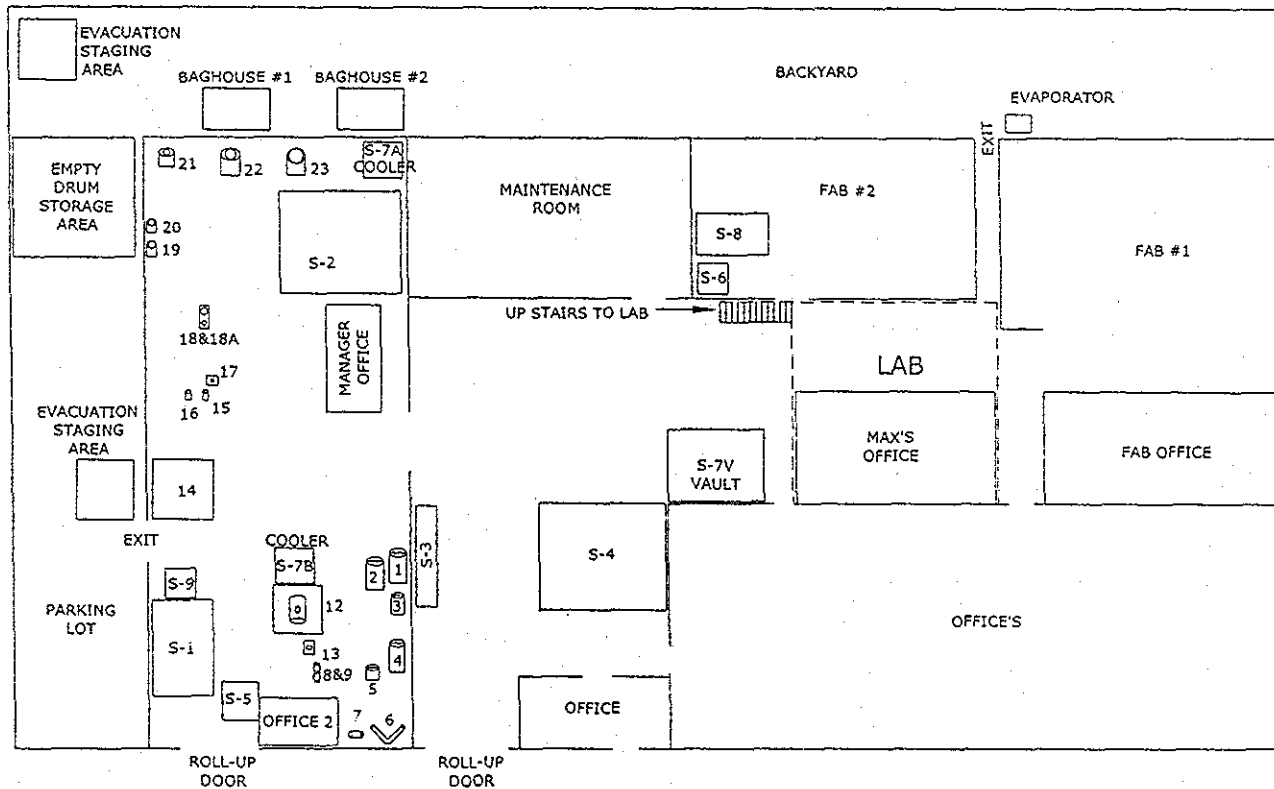 EVACUATION
STAGING
AREA
BAGHOUSE #1
BAGHOUSE #2
BACKYARD
EVAPORATOR
EXIT
EMPTY
DRUM
STORAGE
AREA
21
22
23
S-7A
COOLER
MAINTENANCE
ROOM
FAB #2
FAB #1
20
19
S-2
S-8
S-6
UP STAIRS TO LAB
18&18A
MANAGER
OFFICE
LAB
17
16
15
EVACUATION
STAGING
AREA
14
S-7V
VAULT
MAX'S
OFFICE
FAB OFFICE
EXIT
COOLER
S-7B
2
1
3
S-3
S-4
S-9
12
PARKING
LOT
S-1
OFFICE'S
13
8&9
4
5
S-5
OFFICE 2
7
6
OFFICE
ROLL-UP
DOOR
ROLL-UP
DOOR